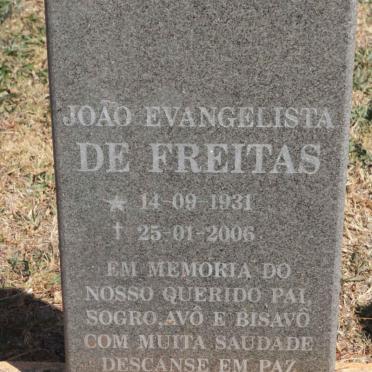 JOÃO EVANGELISTA
DE FREITAS
★ 14-09-1931
† 25-01-2006
EM MEMORIA DO
NOSSO QUERIDO PAI,
SOGRO,AVÔ E BISAVÔ
COM MUITA SAUDADE
DESCANSE EM PAZ